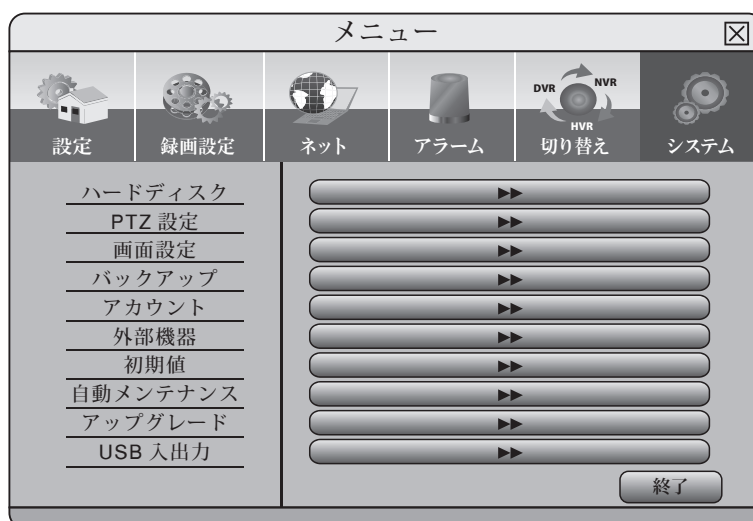 メニュー
DVR NVR
HVR
設定 録画設定 ネット アラーム 切り替え システム
ハードディスク
PTZ 設定
画面設定
バックアップ
アカウント
外部機器
初期値
自動メンテナンス
アップグレード
USB 入出力
終了